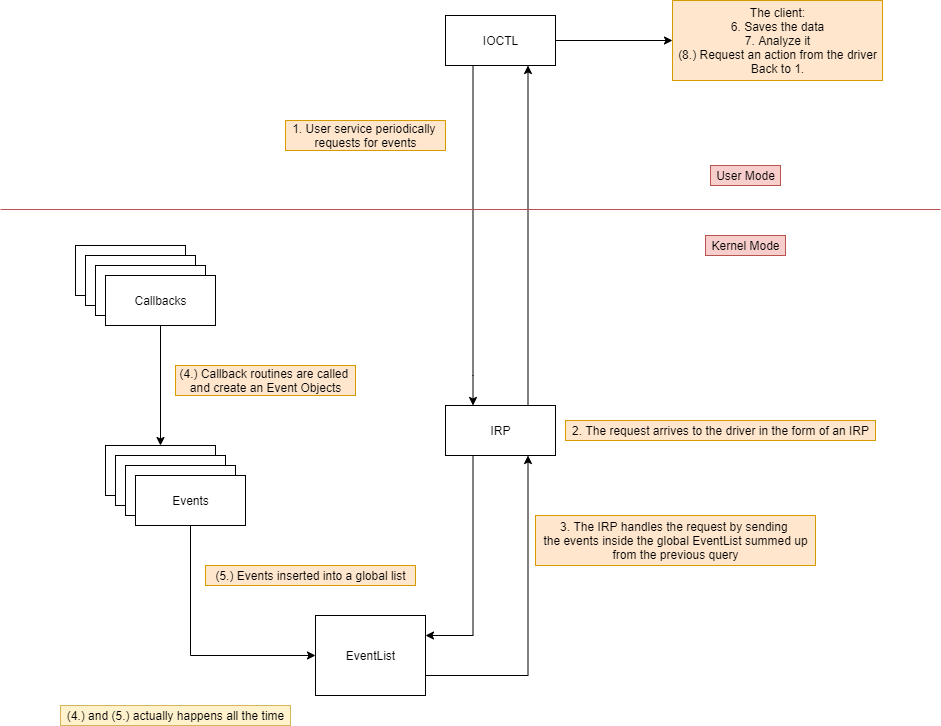 IOCTL
The client:
6. Saves the data
7. Analyze it
(8.) Request an action from the driver
Back to 1.
1. User service periodically
requests for events
User Mode
Kernel Mode
Callbacks
(4.) Callback routines are called
and create an Event Objects
IRP
2. The request arrives to the driver in the form of an IRP
Events
3. The IRP handles the request by sending
the events inside the global EventList summed up
from the previous query
(5.) Events inserted into a global list
EventList
(4.) and (5.) actually happens all the time